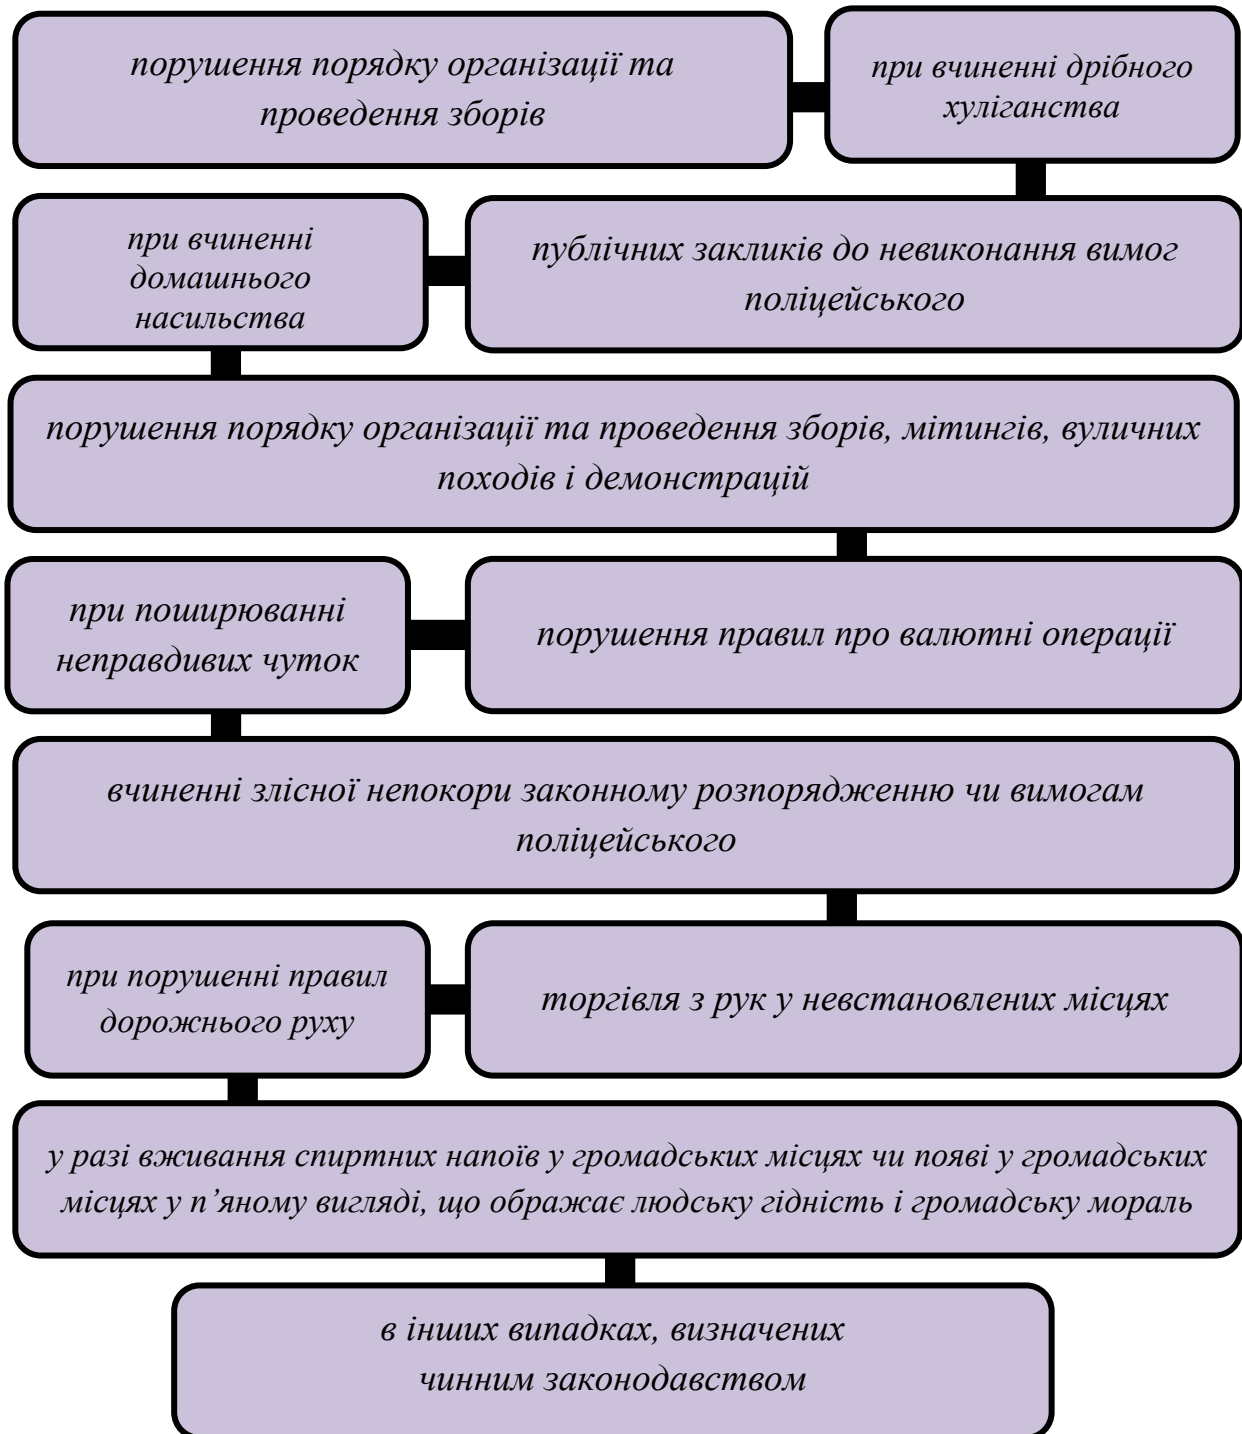 порушення порядку організації та
проведення зборів
при вчиненні дрібного
хуліганства
при вчиненні
домашнього
насильства
публічних закликів до невиконання вимог
поліцейського
порушення порядку організації та проведення зборів, мітингів, вуличних
походів і демонстрацій
при поширюванні
неправдивих чуток
порушення правил про валютні операції
вчиненні злісної непокори законному розпорядженню чи вимогам
поліцейського
при порушенні правил
дорожнього руху
торгівля з рук у невстановлених місцях
у разі вживання спиртних напоїв у громадських місцях чи появі у громадських
місцях у п’яному вигляді, що ображає людську гідність і громадську мораль
в інших випадках, визначених
чинним законодавством